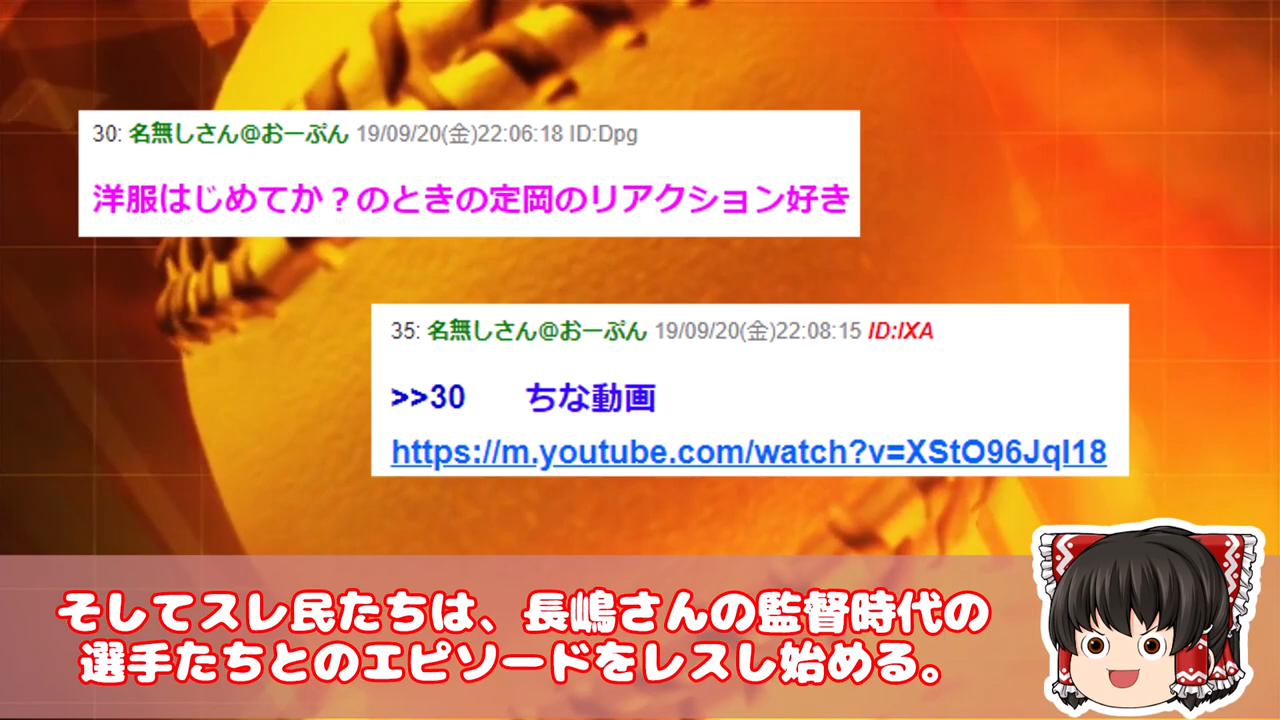 30: 名無しさん@おーぷん 19/09/20(金)22:06:18 ID:Dpg
洋服はじめてか？のときの定岡のリアクション好き
35: 名無しさん@おーぷん 19/09/20(金)22:08:15 ID:IXA
>>30 ちな動画
https://m.youtube.com/watch?v=XStO96JqI18
そしてスレ民たちは、長嶋さんの監督時代の
選手たちとのエピソードをレスし始める。